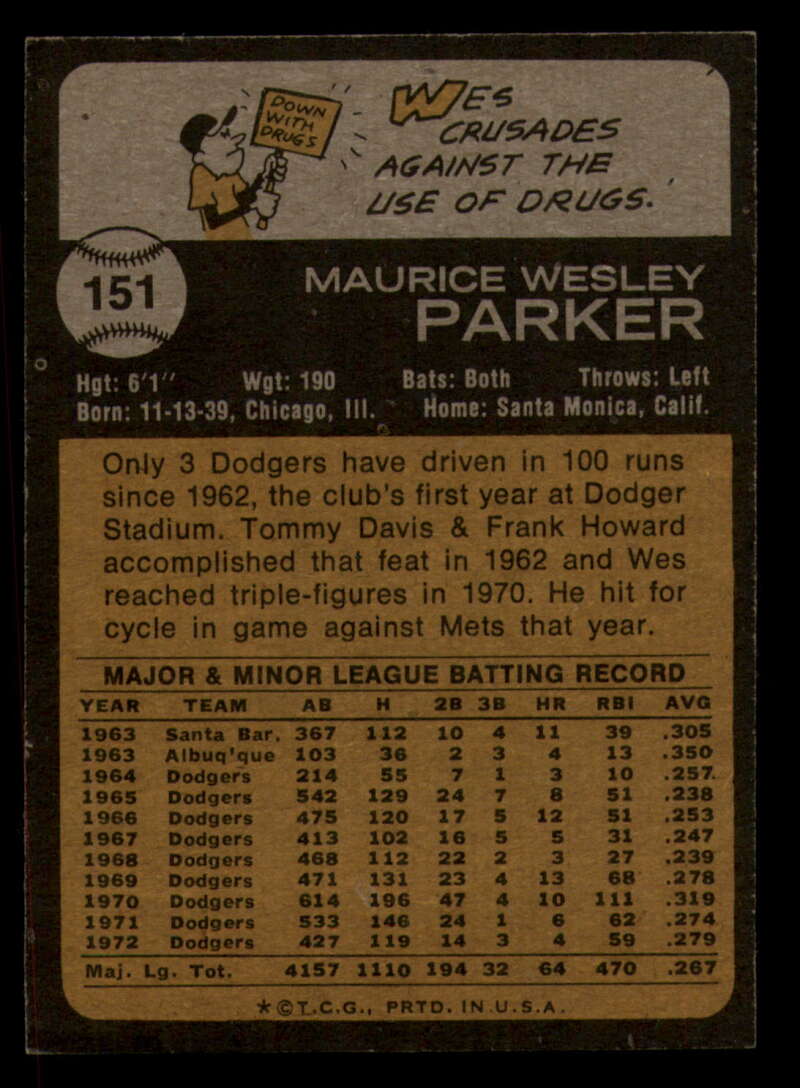 DOWN
WITH
DRUGS
WES
CRUSADES
AGAINST THE
USE OF DRUGS.
151
MAURICE WESLEY
PARKER
Hgt: 6'1" Wgt: 190 Bats: Both Throws: Left
Born: 11-13-39, Chicago, Ill. Home: Santa Monica, Calif.
Only 3 Dodgers have driven in 100 runs
since 1962, the club's first year at Dodger
Stadium. Tommy Davis & Frank Howard
accomplished that feat in 1962 and Wes
reached triple-figures in 1970. He hit for
cycle in game against Mets that year.
MAJOR & MINOR LEAGUE BATTING RECORD
YEAR TEAM AB H 2B 3B HR RBI AVG
1963 Santa Bar. 367 112 10 4 11 39 .305
1963 Albuq'que 103 36 2 3 4 13 .350
1964 Dodgers 214 55 7 1 3 10 .257
1965 Dodgers 542 129 24 7 8 51 .238
1966 Dodgers 475 120 17 5 12 51 .253
1967 Dodgers 413 102 16 5 5 31 .247
1968 Dodgers 468 112 22 2 3 27 .239
1969 Dodgers 471 131 23 4 13 68 .278
1970 Dodgers 614 196 47 4 10 111 .319
1971 Dodgers 533 146 24 1 6 62 .274
1972 Dodgers 427 119 14 3 4 59 .279
Maj. Lg. Tot. 4157 1110 194 32 64 470 .267
*©T.C.G., PRTD. IN U.S.A.